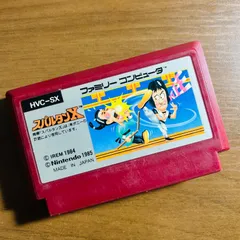 HVC-SX
ファミリー コンピュータ
スパルタンX
© IREM 1984
© Nintendo 1985
MADE IN JAPAN